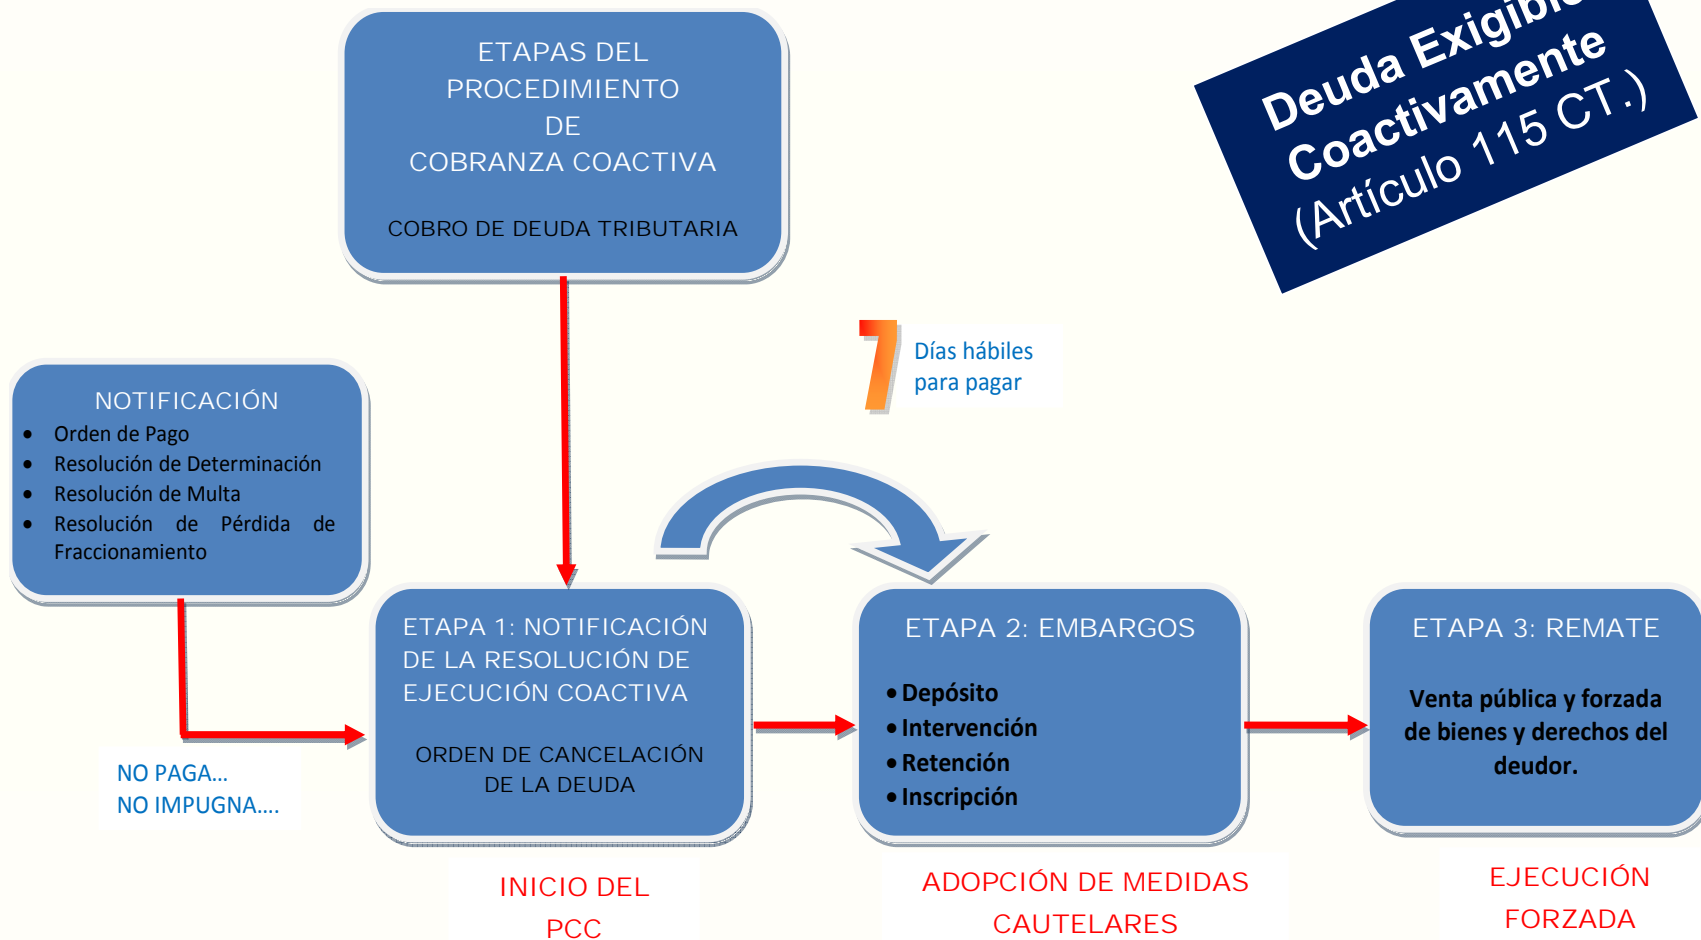 ETAPAS DEL
PROCEDIMIENTO
DE
COBRANZA COACTIVA
COBRO DE DEUDA TRIBUTARIA
Deuda Exigible
Coactivamente
(Artículo 115 CT.)
7
Días hábiles
para pagar
NOTIFICACIÓN
• Orden de Pago
• Resolución de Determinación
• Resolución de Multa
• Resolución de Pérdida de
Fraccionamiento
NO PAGA...
NO IMPUGNA....
ETAPA 1: NOTIFICACIÓN
DE LA RESOLUCIÓN DE
EJECUCIÓN COACTIVA
ORDEN DE CANCELACIÓN
DE LA DEUDA
INICIO DEL
PCC
ETAPA 2: EMBARGOS
• Depósito
• Intervención
• Retención
• Inscripción
ADOPCIÓN DE MEDIDAS
CAUTELARES
ETAPA 3: REMATE
Venta pública y forzada
de bienes y derechos del
deudor.
EJECUCIÓN
FORZADA